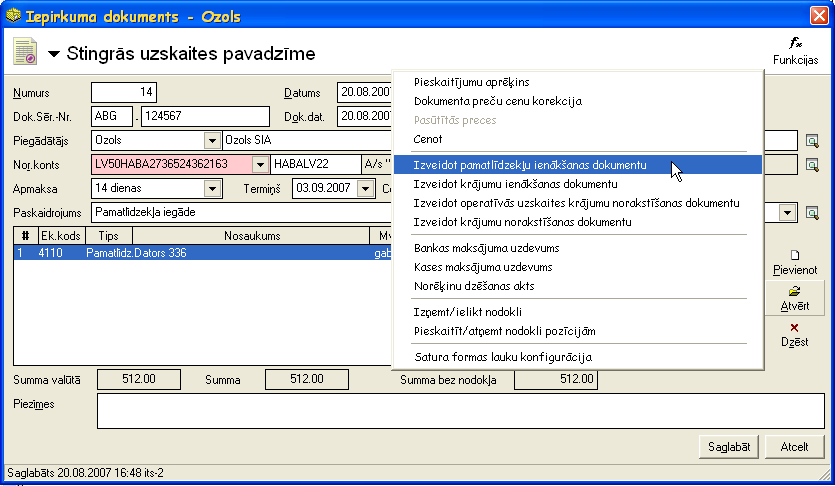 Iepirkuma dokuments - Ozols
Stingrās uzskaites pavadzīme
Funkcijas
Numurs 14 Datums 20.08.2007
Dok.Sēr.-Nr. ABG . 124567 Dok.dat. 20.08.2007
Piegādātājs Ozols Ozols SIA
Nor.konts LV50HABA2736524362163 HABALV22 A/s "
Apmaksa 14 dienas Termiņš 03.09.2007
Paskaidrojums Pamatlīdzekļa iegāde
# Ek.kods Tips Nosaukums
1 4110 Pamatlīdz. Dators 336 gab
Pieskaitījumu aprēķins
Dokumenta preču cenu korekcija
Pasūtītās preces
Cenot
Izveidot pamatlīdzekļu ienākšanas dokumentu
Izveidot krājumu ienākšanas dokumentu
Izveidot operatīvās uzskaites krājumu norakstīšanas dokumentu
Izveidot krājumu norakstīšanas dokumentu
Bankas maksājuma uzdevums
Kases maksājuma uzdevums
Norēķinu dzēšanas akts
Izņemt/ielikt nodokli
Pieskaitīt/atņemt nodokli pozīcijām
Satura formas lauku konfigurācija
Pievienot
Atvērt
Dzēst
Summa valūtā 512.00 Summa 512.00 Summa bez nodokļa 512.00
Piezīmes
Saglabāt Atcelt
Saglabāts 20.08.2007 16:48 its-2